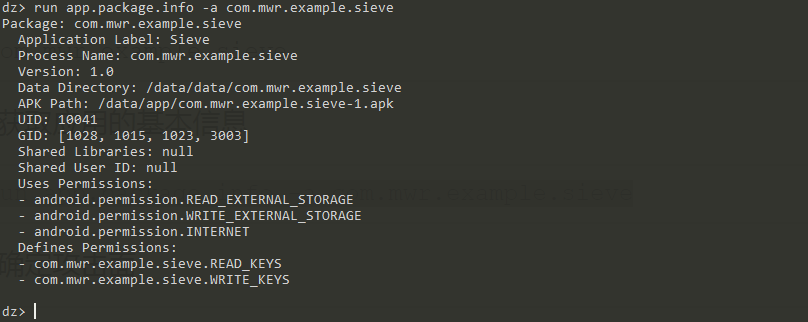 dz> run app.package.info -a com.mwr.example.sieve
Package: com.mwr.example.sieve
  Application Label: Sieve
  Process Name: com.mwr.example.sieve
  Version: 1.0
  Data Directory: /data/data/com.mwr.example.sieve
  APK Path: /data/app/com.mwr.example.sieve-1.apk
  UID: 10041
  GID: [1028, 1015, 1023, 3003]
  Shared Libraries: null
  Shared User ID: null
  Uses Permissions:
  - android.permission.READ_EXTERNAL_STORAGE
  - android.permission.WRITE_EXTERNAL_STORAGE
  - android.permission.INTERNET
  Defines Permissions:
  - com.mwr.example.sieve.READ_KEYS
  - com.mwr.example.sieve.WRITE_KEYS
dz>